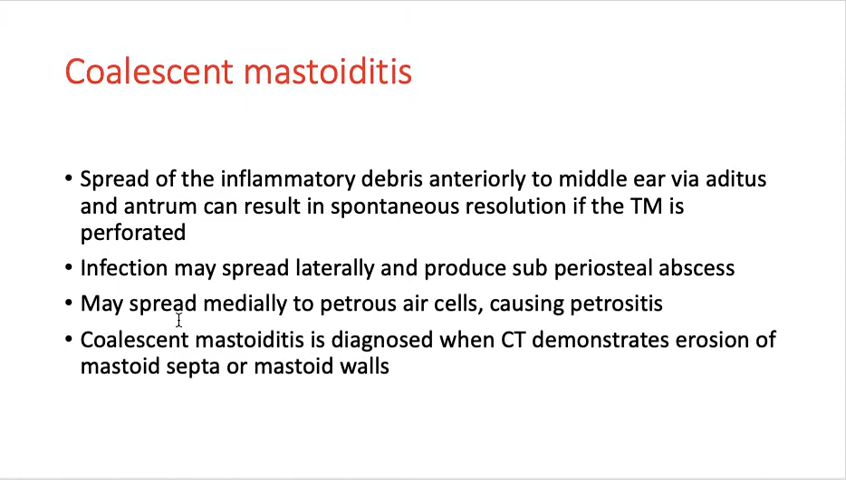 Coalescent mastoiditis
• Spread of the inflammatory debris anteriorly to middle ear via aditus
and antrum can result in spontaneous resolution if the TM is
perforated
• Infection may spread laterally and produce sub periosteal abscess
• May spread medially to petrous air cells, causing petrositis
• Coalescent mastoiditis is diagnosed when CT demonstrates erosion of
mastoid septa or mastoid walls